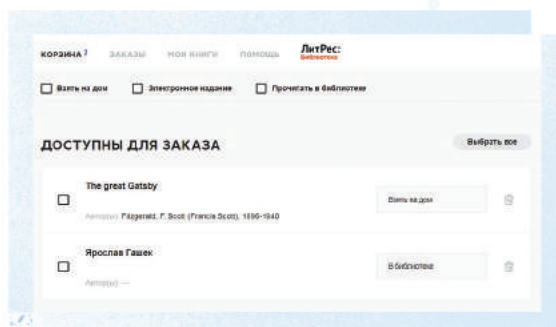 КОРЗИНА 2 ЗАКАЗЫ МОИ КНИГИ ПОМОЩЬ ЛитРес:
Библиотека
Взять на дом Электронное издание Прочитать в библиотеке
ДОСТУПНЫ ДЛЯ ЗАКАЗА Выбрать все
The great Gatsby
Взять на дом
Автор(ы): Fitzgerald, F. Scott (Francis Scott), 1896-1940
Ярослав Гашек
В библиотеке
Автор(ы): —